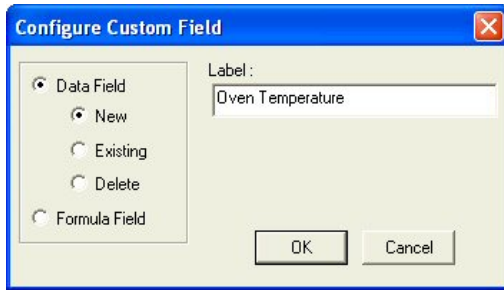 Configure Custom Field
Data Field
New
Existing
Delete
Formula Field
Label :
Oven Temperature
OK
Cancel